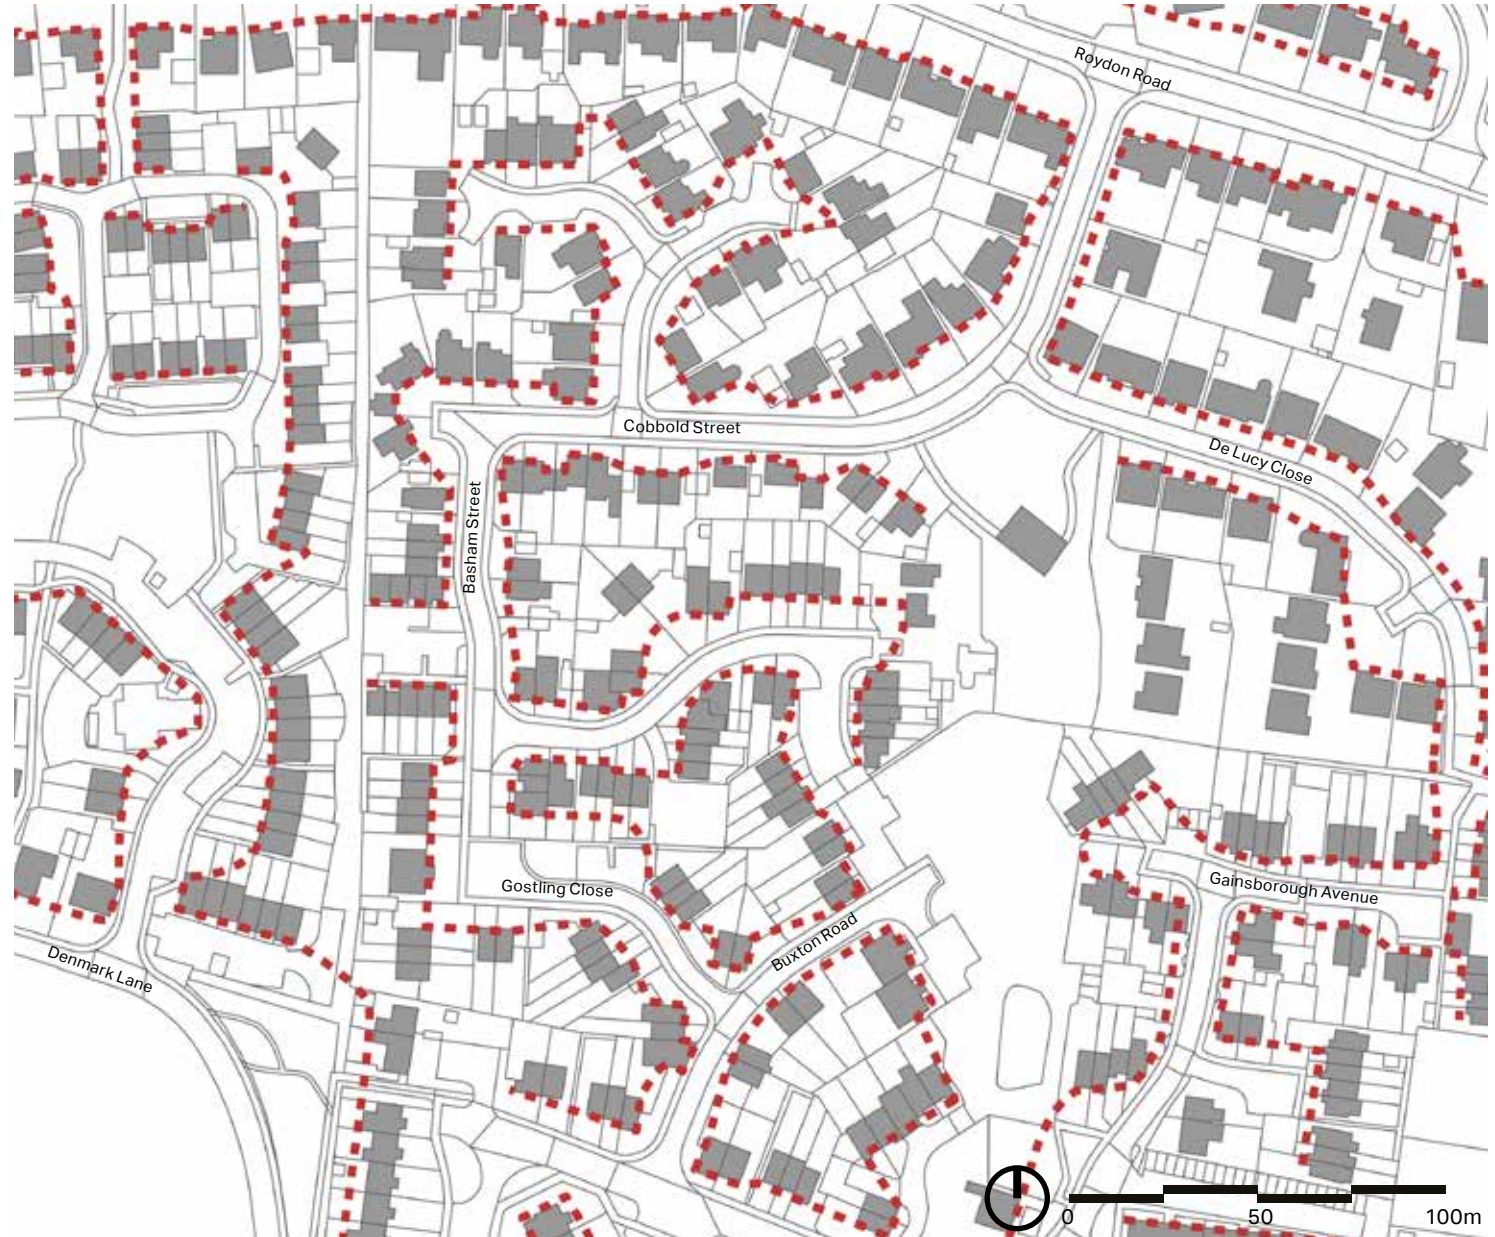 Roydon Road
Cobbold Street
De Lucy Close
Basham Street
Gostling Close
Gainsborough Avenue
Buxton Road
Denmark Lane
0 50 100m